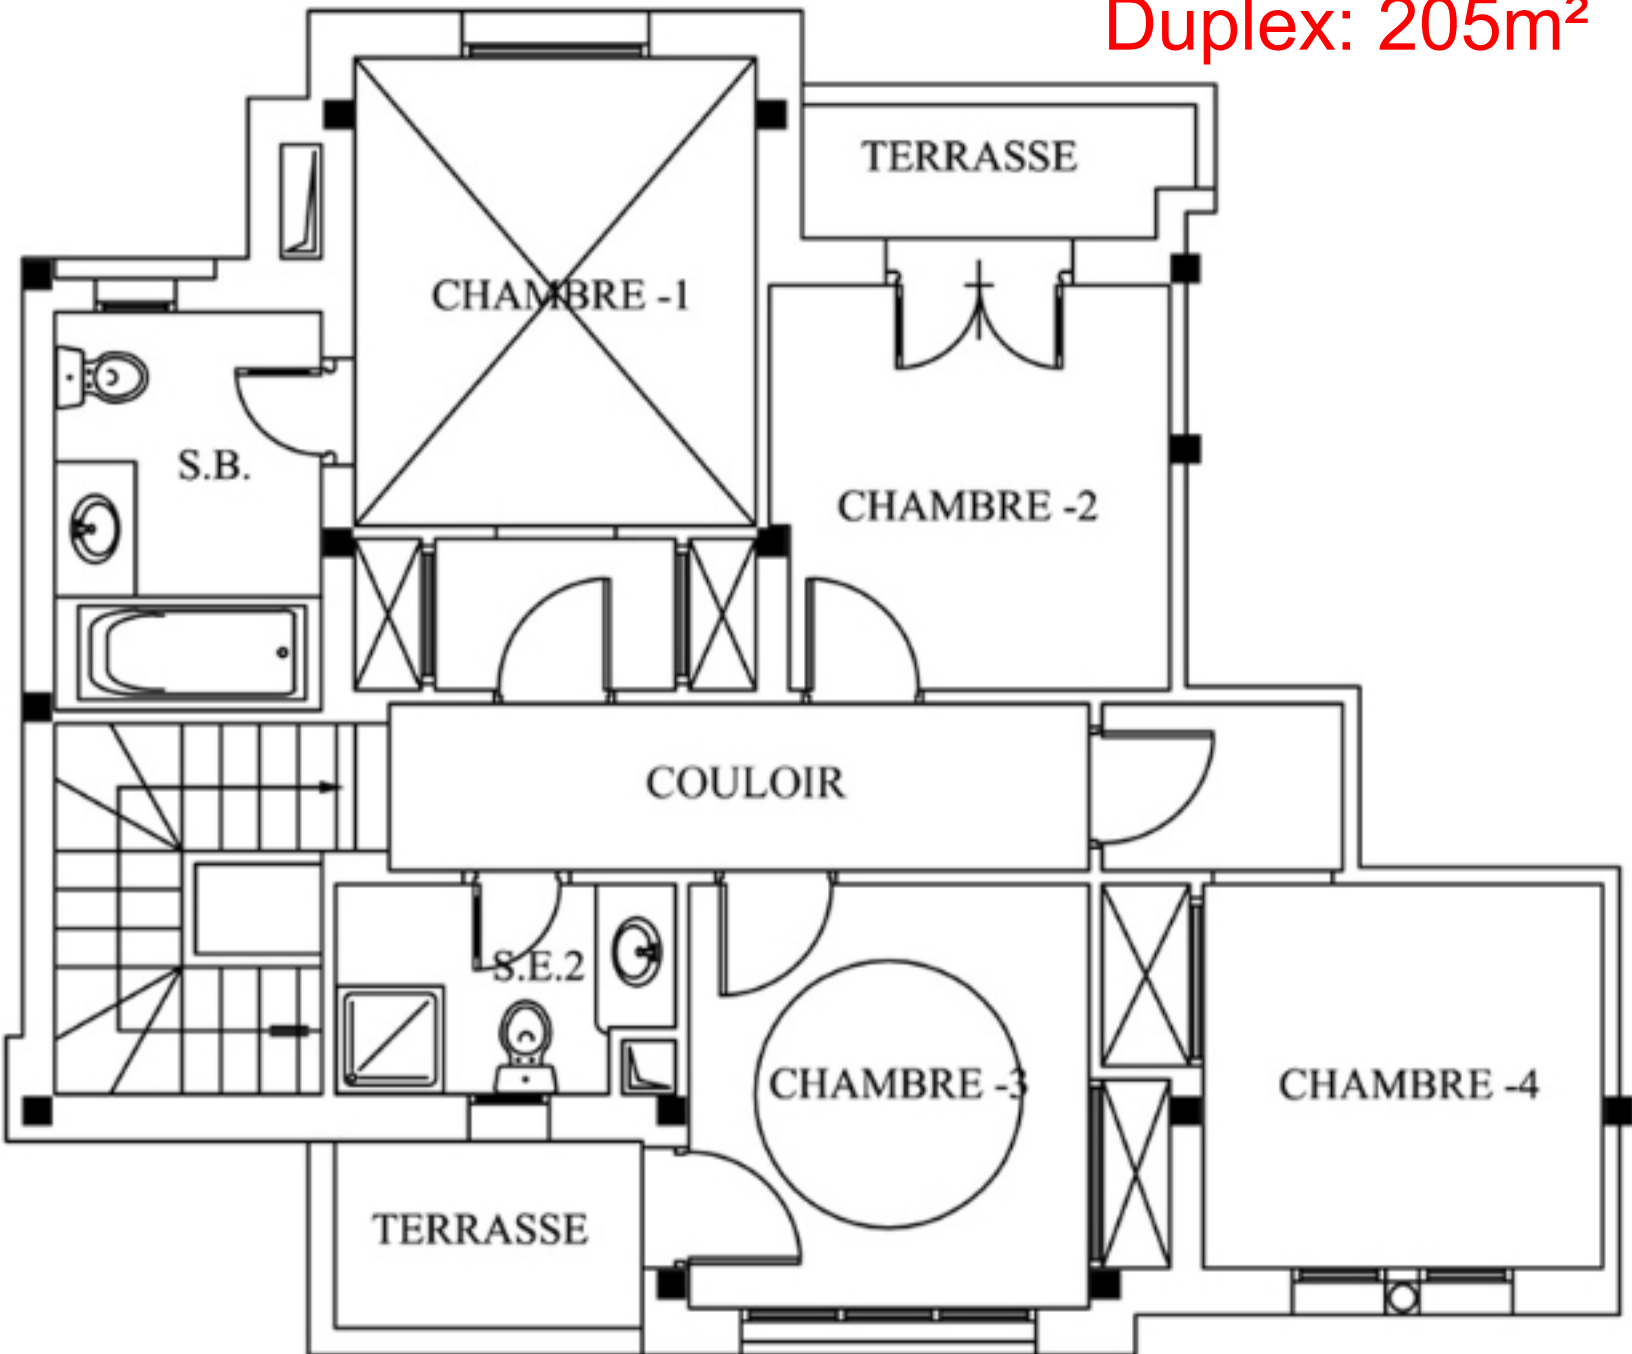 Duplex: 205m²
TERRASSE
CHAMBRE -1
S.B.
CHAMBRE -2
COULOIR
S.E.2
CHAMBRE -3
CHAMBRE -4
TERRASSE